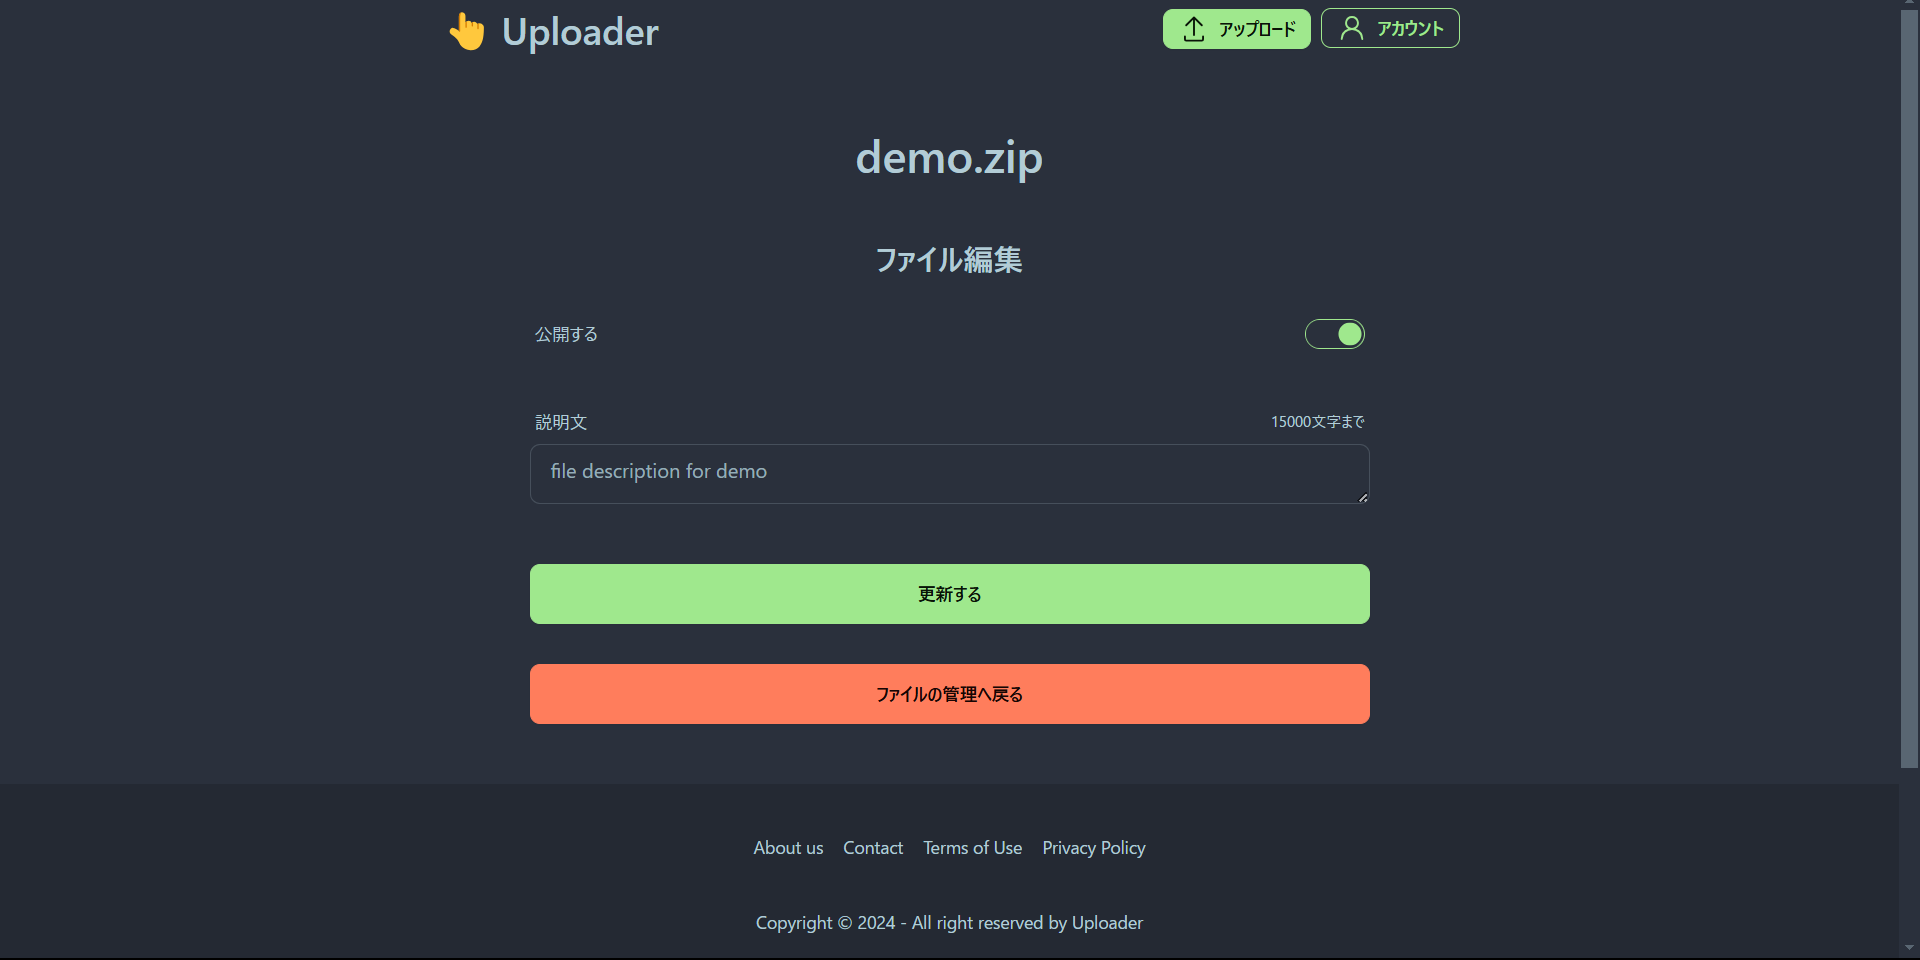 Uploader
アップロード
アカウント
demo.zip
ファイル編集
公開する
説明文
15000文字まで
file description for demo
更新する
ファイルの管理へ戻る
About us Contact Terms of Use Privacy Policy
Copyright © 2024 - All right reserved by Uploader